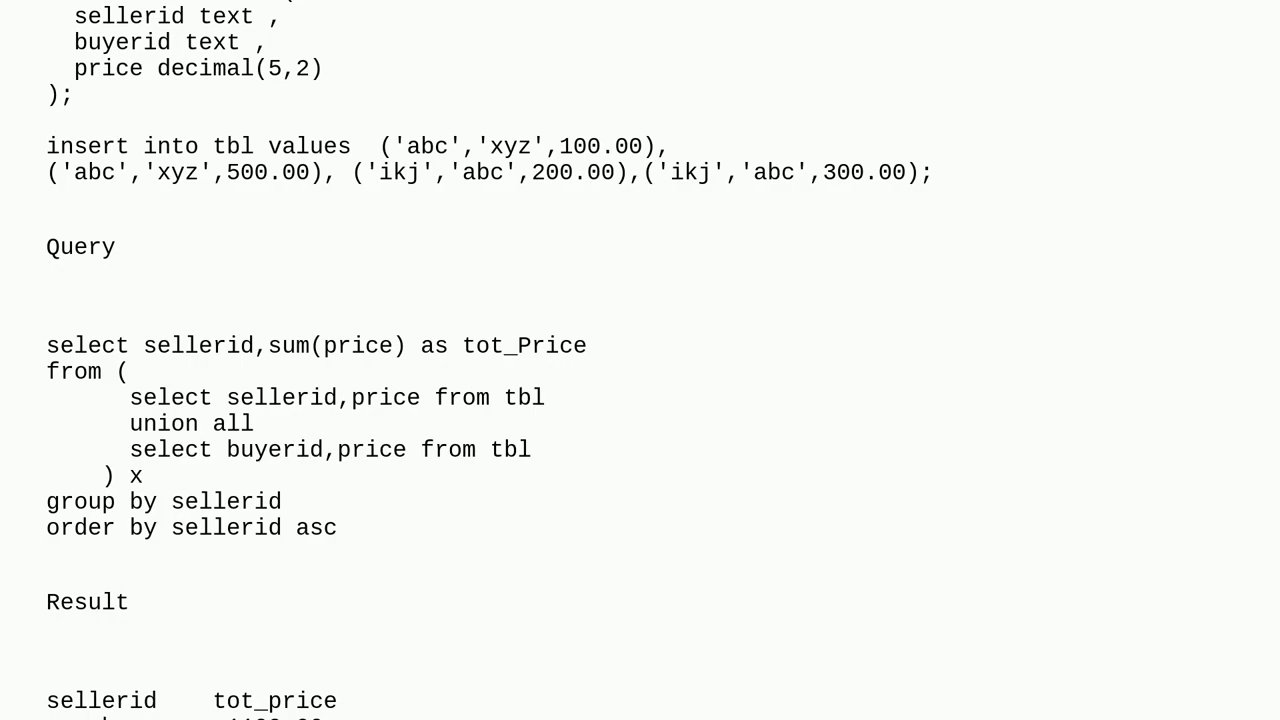 sellerid text ,
buyerid text ,
price decimal(5,2)
);
insert into tbl values  ('abc','xyz',100.00),
('abc','xyz',500.00), ('ikj','abc',200.00),('ikj','abc',300.00);
Query
select sellerid,sum(price) as tot_Price
from (
select sellerid,price from tbl
union all
select buyerid,price from tbl
) x
group by sellerid
order by sellerid asc
Result
sellerid    tot_price